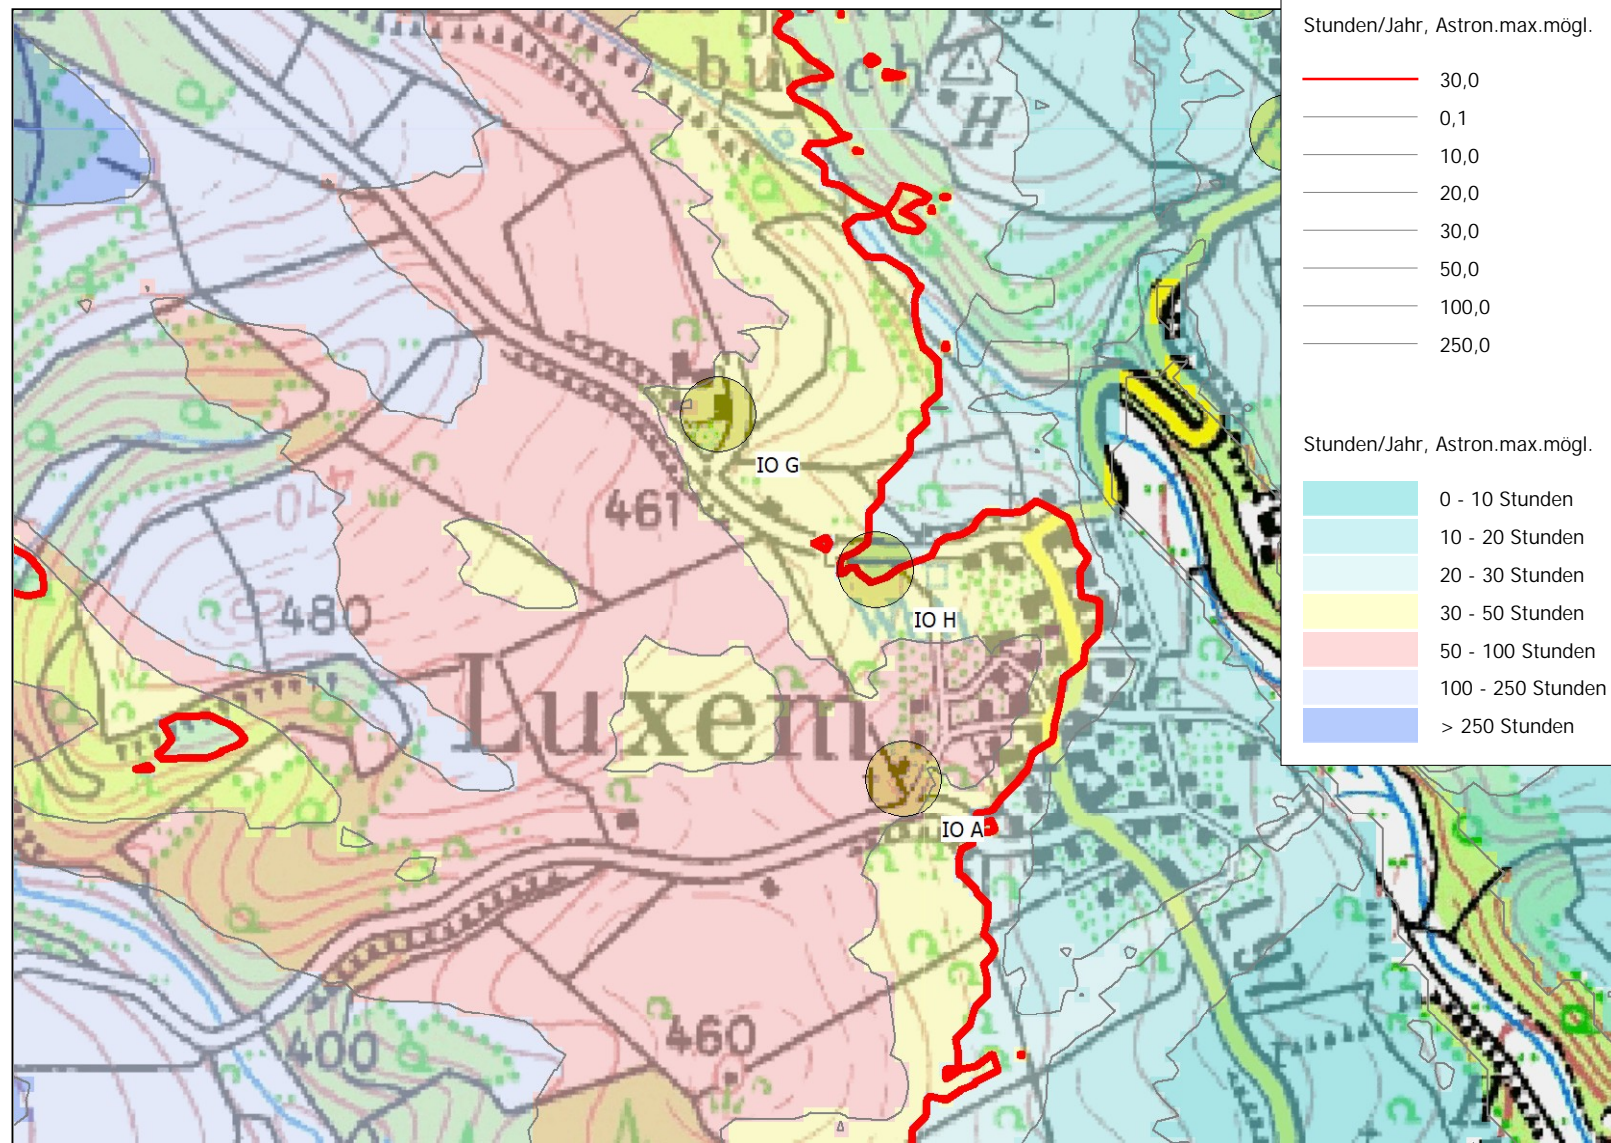 Stunden/Jahr, Astron.max.mögl.
30,0
0,1
10,0
20,0
30,0
50,0
100,0
250,0
Stunden/Jahr, Astron.max.mögl.
0 - 10 Stunden
10 - 20 Stunden
20 - 30 Stunden
30 - 50 Stunden
50 - 100 Stunden
100 - 250 Stunden
> 250 Stunden
busch
H
IO G
461
470
480
IO H
W
Luxem
IO A
460
400